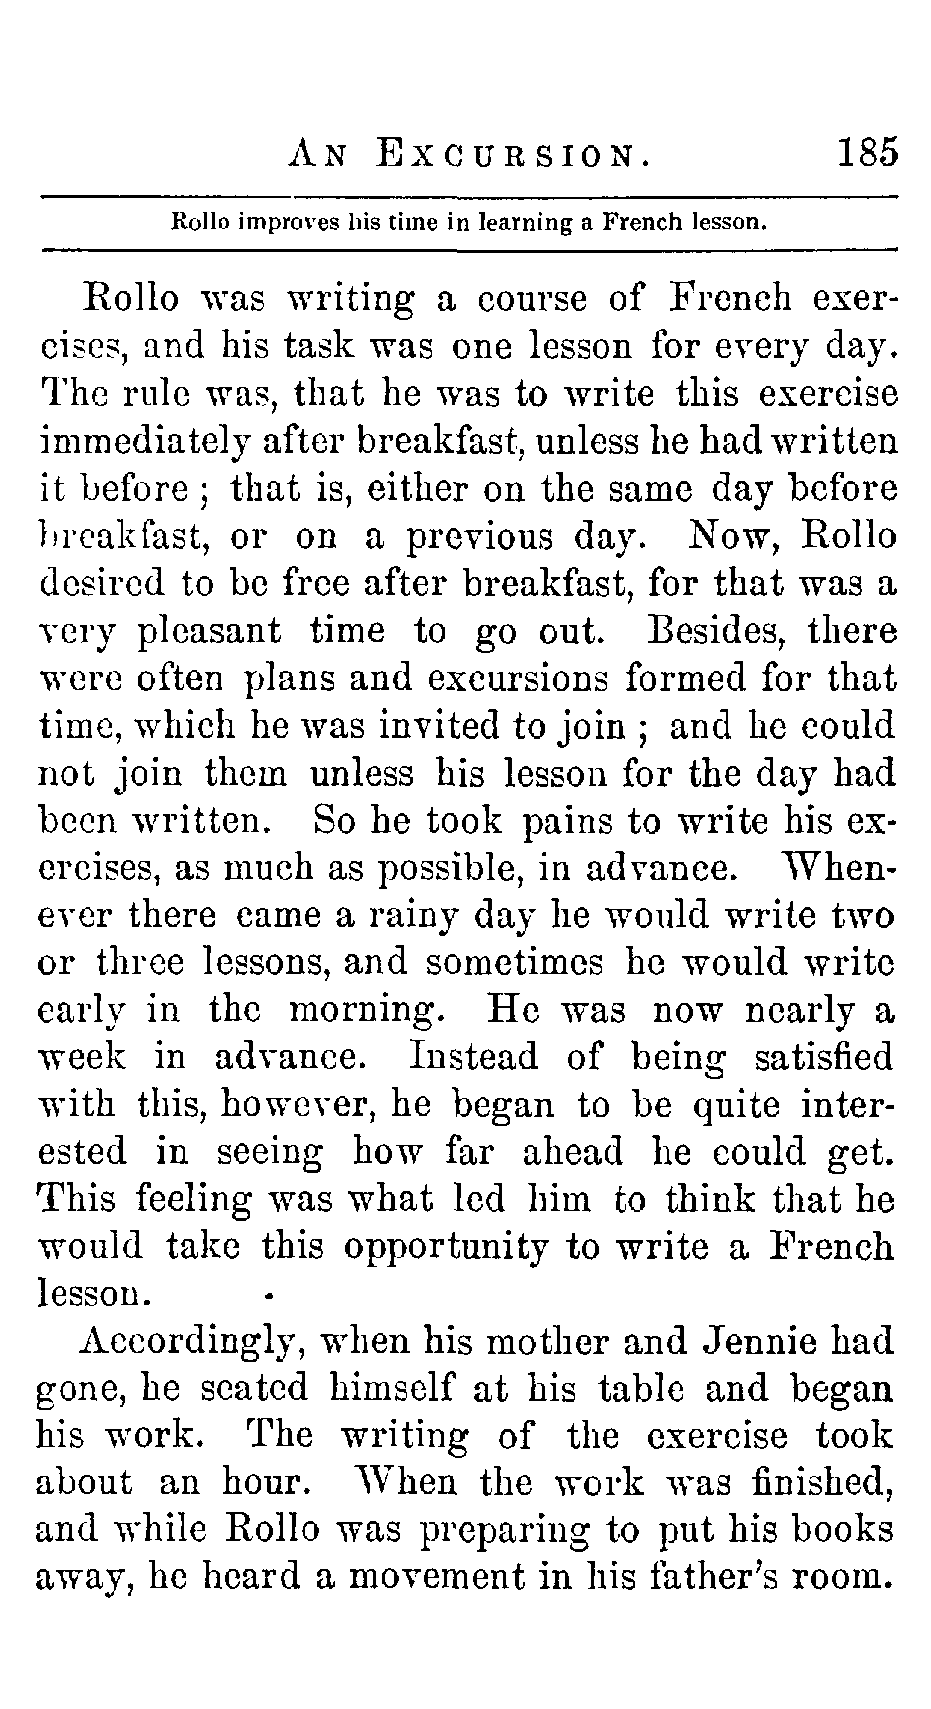 AN EXCURSION. 185
Rollo improves his time in learning a French lesson.
Rollo was writing a course of French exer-
cises, and his task was one lesson for every day.
The rule was, that he was to write this exercise
immediately after breakfast, unless he had written
it before ; that is, either on the same day before
breakfast, or on a previous day. Now, Rollo
desired to be free after breakfast, for that was a
very pleasant time to go out. Besides, there
were often plans and excursions formed for that
time, which he was invited to join ; and he could
not join them unless his lesson for the day had
been written. So he took pains to write his ex-
ercises, as much as possible, in advance. When-
ever there came a rainy day he would write two
or three lessons, and sometimes he would write
early in the morning. He was now nearly a
week in advance. Instead of being satisfied
with this, however, he began to be quite inter-
ested in seeing how far ahead he could get.
This feeling was what led him to think that he
would take this opportunity to write a French
lesson.
Accordingly, when his mother and Jennie had
gone, he seated himself at his table and began
his work. The writing of the exercise took
about an hour. When the work was finished,
and while Rollo was preparing to put his books
away, he heard a movement in his father's room.